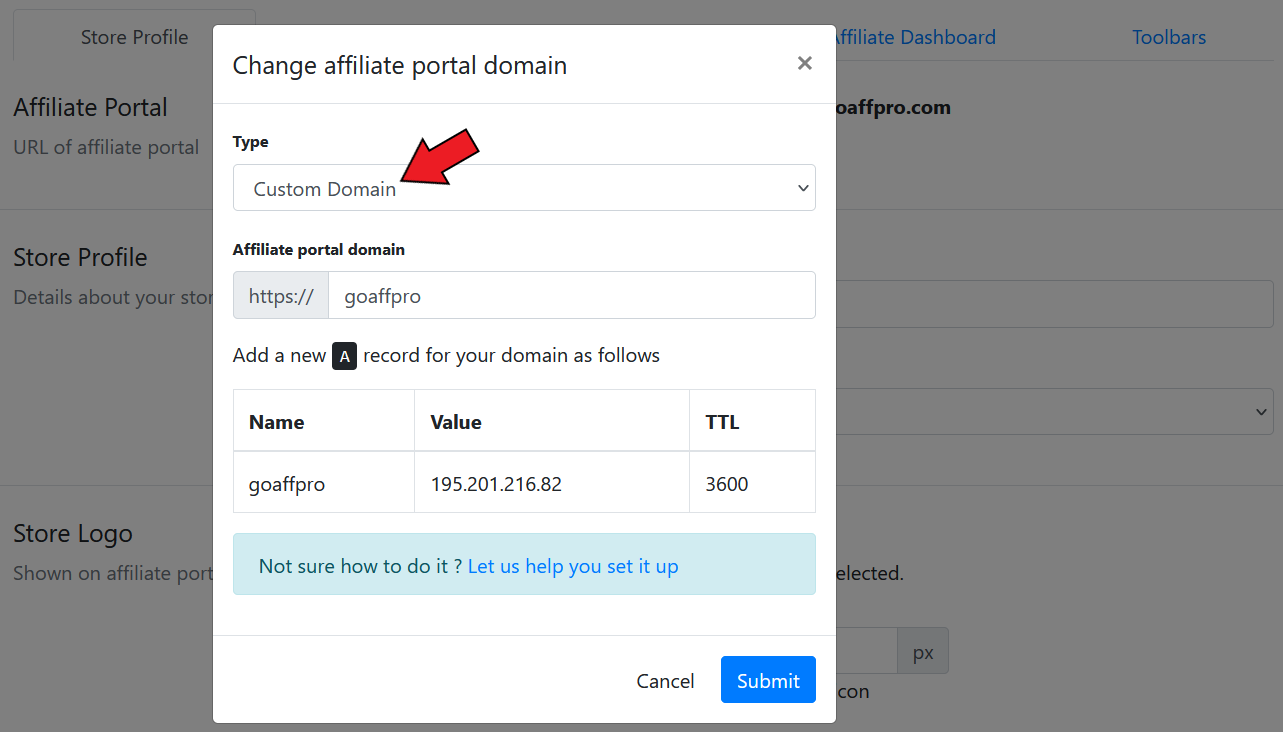 Store Profile
Affiliate Dashboard
Toolbars
Change affiliate portal domain
×
Affiliate Portal
URL of affiliate portal
oaffpro.com
Type
Custom Domain
Store Profile
Details about your stor
Affiliate portal domain
https:// goaffpro
Add a new A record for your domain as follows
Name Value TTL
goaffpro 195.201.216.82 3600
Store Logo
Shown on affiliate port
elected.
Not sure how to do it ? Let us help you set it up
px
con
Cancel Submit